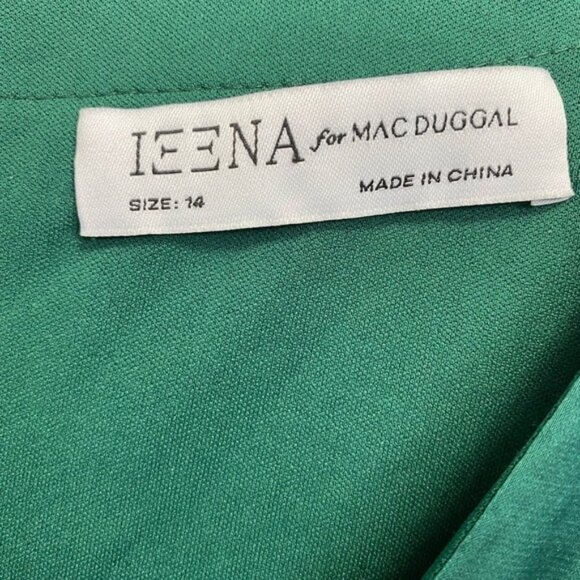 IEENA for MAC DUGGAL
SIZE: 14
MADE IN CHINA